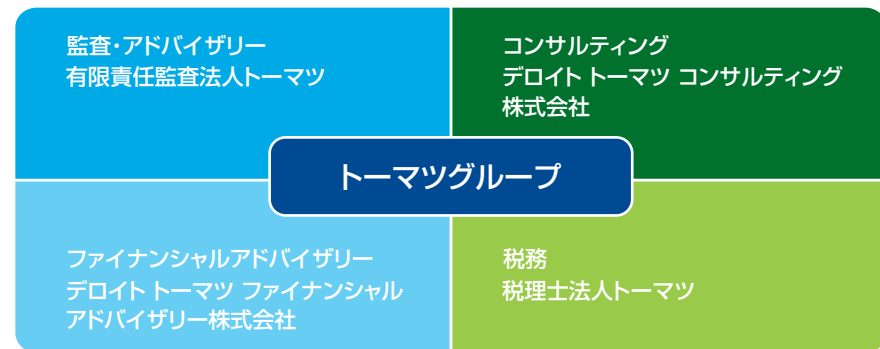 監査・アドバイザリー
有限責任監査法人トーマツ
コンサルティング
デロイト トーマツ コンサルティング
株式会社
トーマツグループ
ファイナンシャルアドバイザリー
デロイト トーマツ ファイナンシャル
アドバイザリー株式会社
税務
税理士法人トーマツ